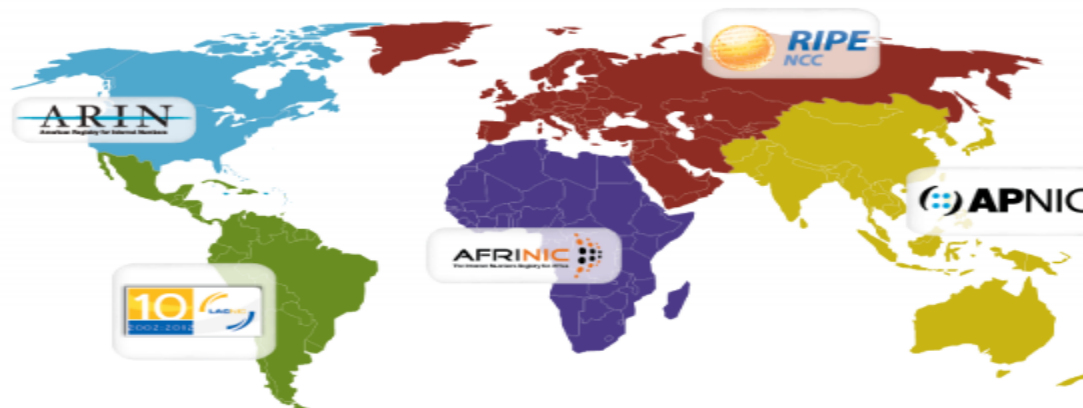 RIPE
NCC
ARIN
American Registry for Internet Numbers
APNIC
AFRINIC
The Internet Numbers Registry for Africa
10
LACNIC
2002-2012